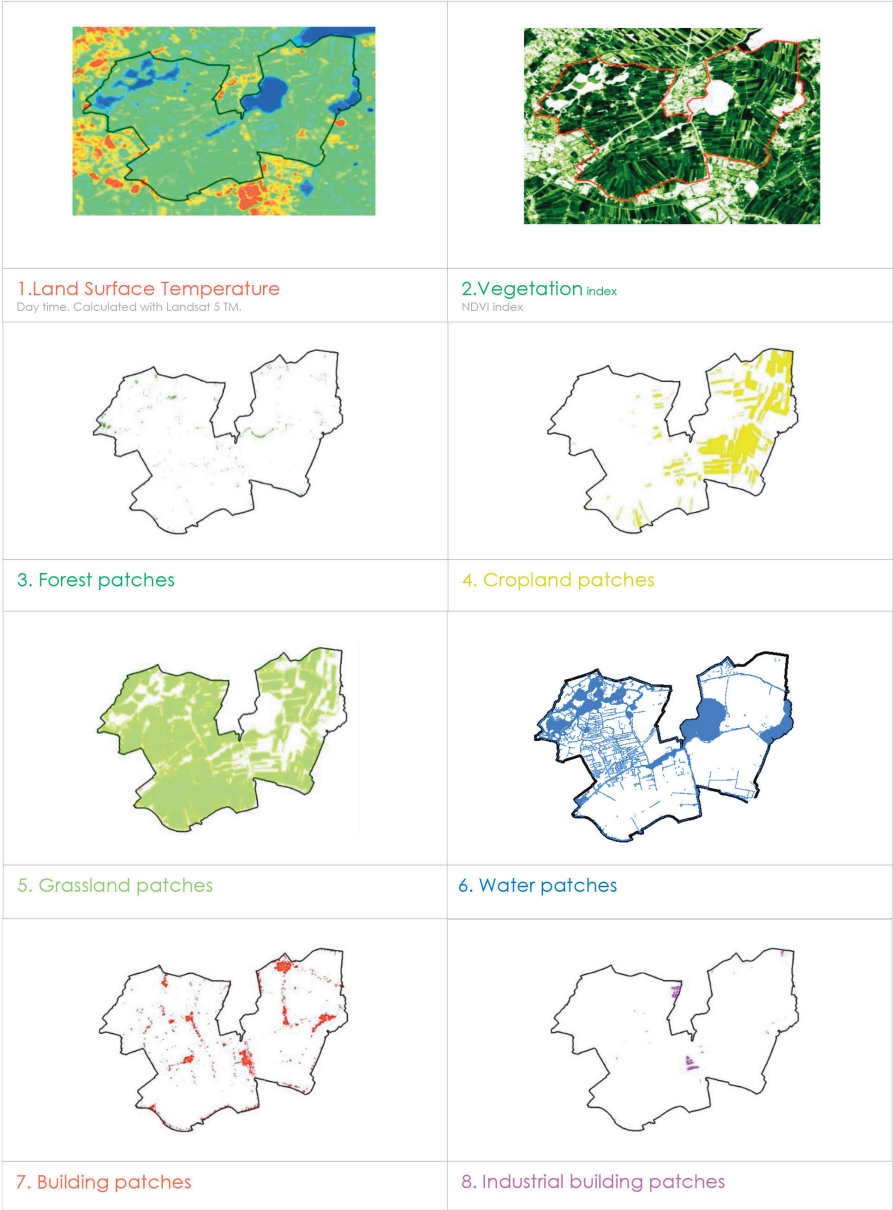 1.Land Surface Temperature
Day time. Calculated with Landsat 5 TM.
2.Vegetation index
NDVI index
3. Forest patches
4. Cropland patches
5. Grassland patches
6. Water patches
7. Building patches
8. Industrial building patches